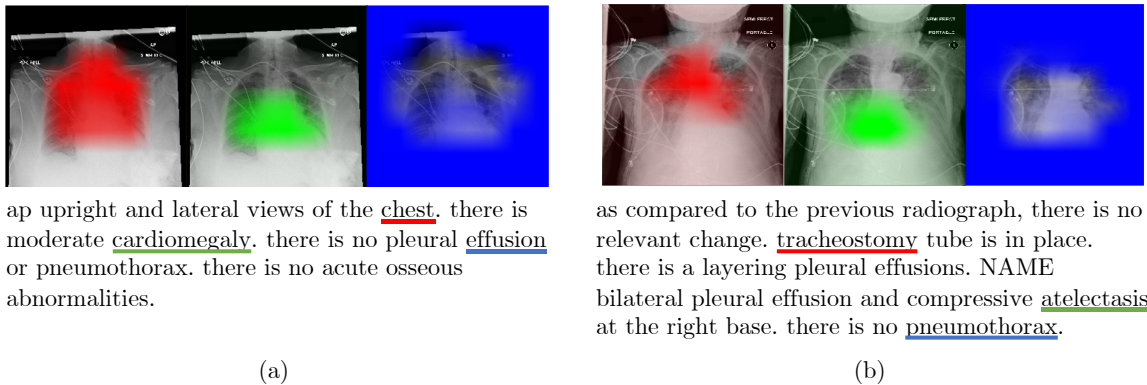 SEMI ERECT
PORTABLE
ap upright and lateral views of the chest. there is
moderate cardiomegaly. there is no pleural effusion
or pneumothorax. there is no acute osseous
abnormalities.
(a)
as compared to the previous radiograph, there is no
relevant change. tracheostomy tube is in place.
there is a layering pleural effusions. NAME
bilateral pleural effusion and compressive atelectasis
at the right base. there is no pneumothorax.
(b)